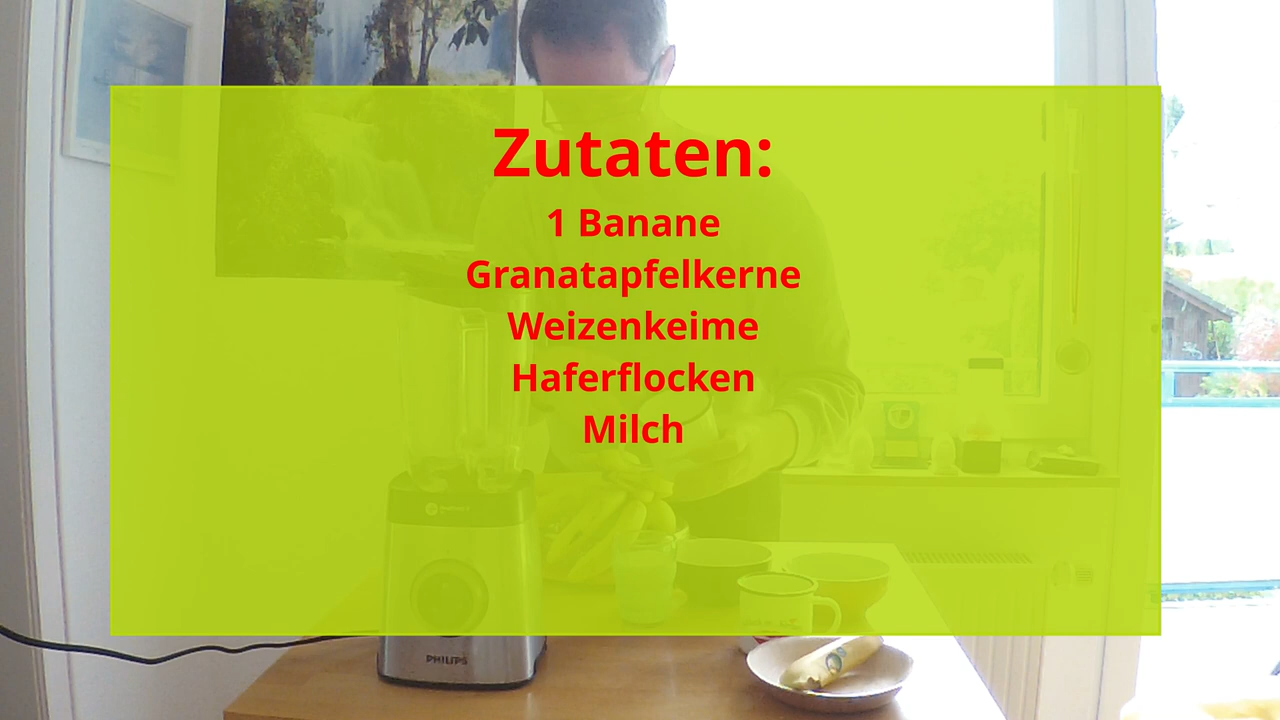 Zutaten:
1 Banane
Granatapfelkerne
Weizenkeime
Haferflocken
Milch
PHILIPS